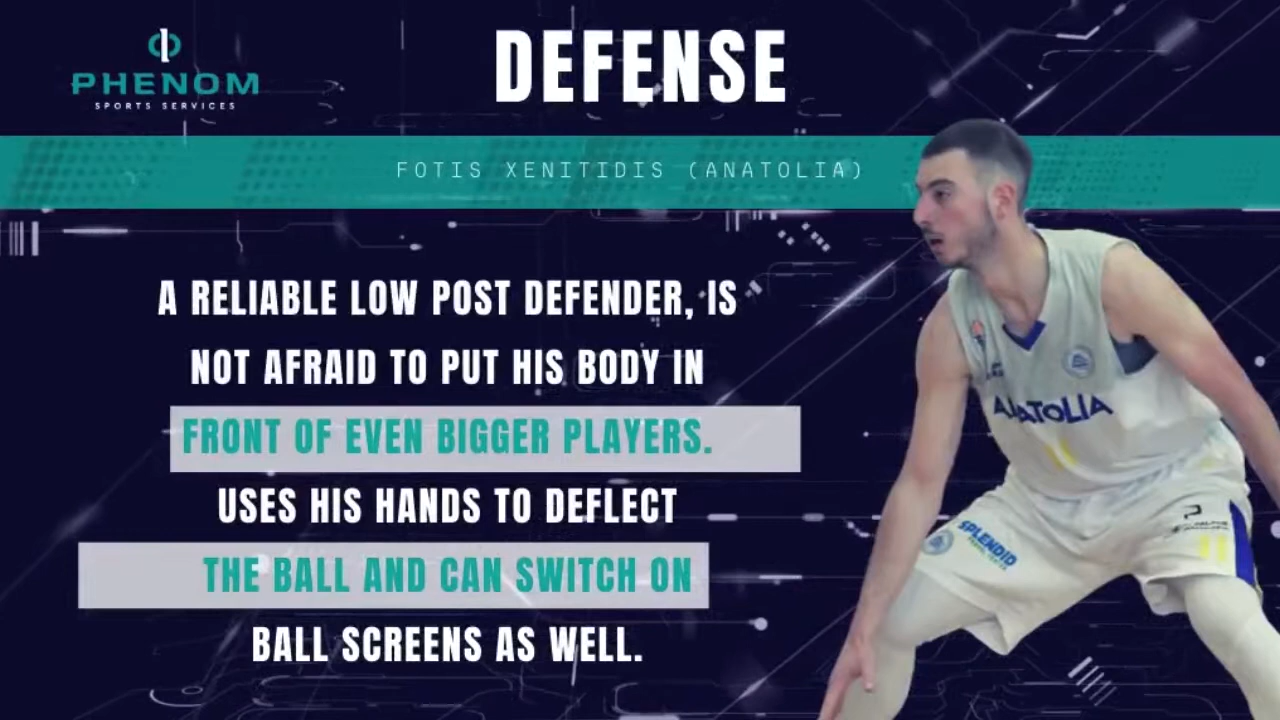 PHENOM
SPORTS SERVICES
DEFENSE
FOTIS XENITIDIS (ANATOLIA)
A RELIABLE LOW POST DEFENDER, IS
NOT AFRAID TO PUT HIS BODY IN
FRONT OF EVEN BIGGER PLAYERS.
USES HIS HANDS TO DEFLECT
THE BALL AND CAN SWITCH ON
BALL SCREENS AS WELL.
ANATOLIA
SPLENDID